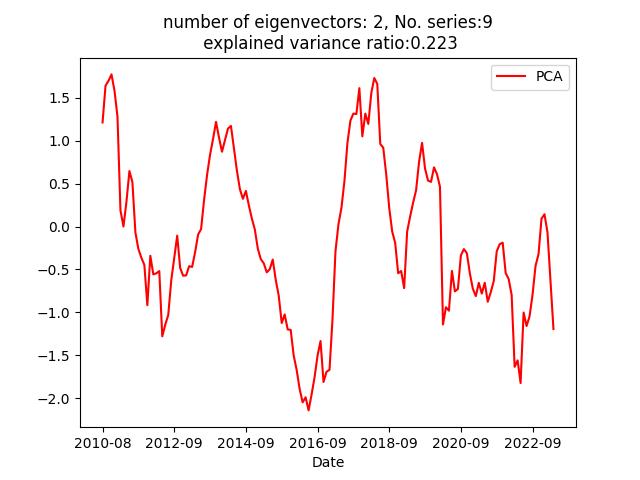 number of eigenvectors: 2, No. series:9
explained variance ratio:0.223
PCA
1.5
1.0
0.5
0.0
−0.5
−1.0
−1.5
−2.0
2010-08 2012-09 2014-09 2016-09 2018-09 2020-09 2022-09
Date